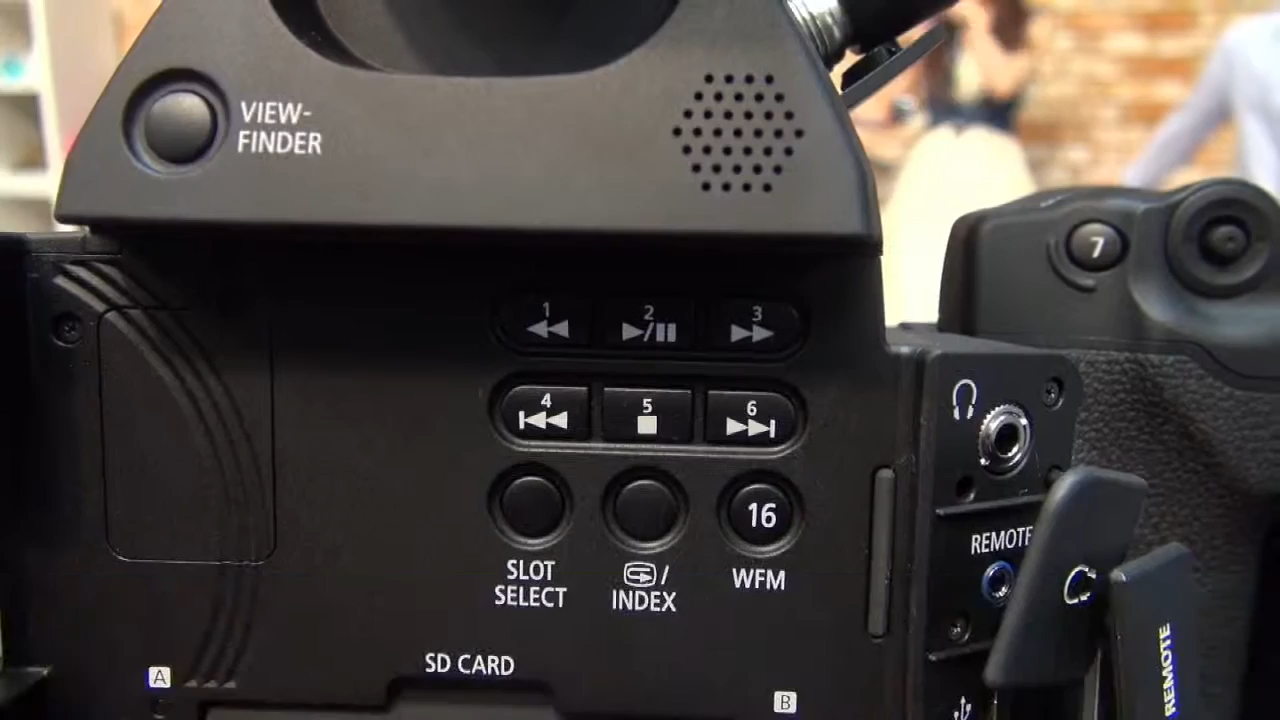 VIEW-
FINDER
7
1
2
3
4
5
6
16
SLOT
SELECT
/
INDEX
WFM
REMOTE
SD CARD
A
B
REMOTE